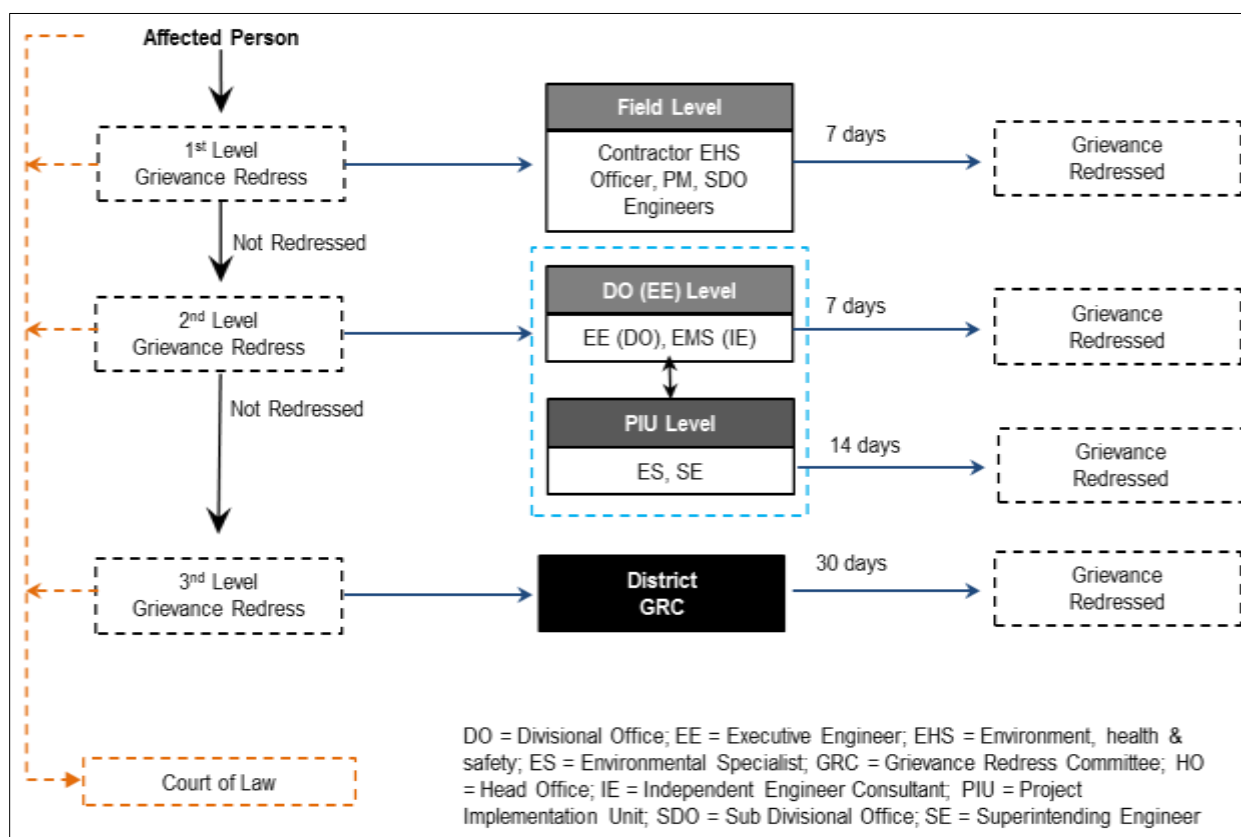 Affected Person
1st Level
Grievance Redress
Field Level
Contractor EHS
Officer, PM, SDO
Engineers
7 days
Grievance
Redressed
Not Redressed
2nd Level
Grievance Redress
DO (EE) Level
EE (DO), EMS (IE)
7 days
Grievance
Redressed
Not Redressed
PIU Level
ES, SE
14 days
Grievance
Redressed
3nd Level
Grievance Redress
District
GRC
30 days
Grievance
Redressed
Court of Law
DO = Divisional Office; EE = Executive Engineer; EHS = Environment, health &
safety; ES = Environmental Specialist; GRC = Grievance Redress Committee; HO
= Head Office; IE = Independent Engineer Consultant; PIU = Project
Implementation Unit; SDO = Sub Divisional Office; SE = Superintending Engineer